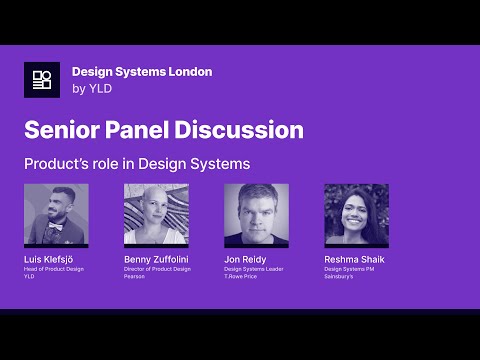 Design Systems London
by YLD
Senior Panel Discussion
Product's role in Design Systems
Luis Klefsjö
Head of Product Design
YLD
Benny Zuffolini
Director of Product Design
Pearson
Jon Reidy
Design Systems Leader
T.Rowe Price
Reshma Shaik
Design Systems PM
Sainsbury's